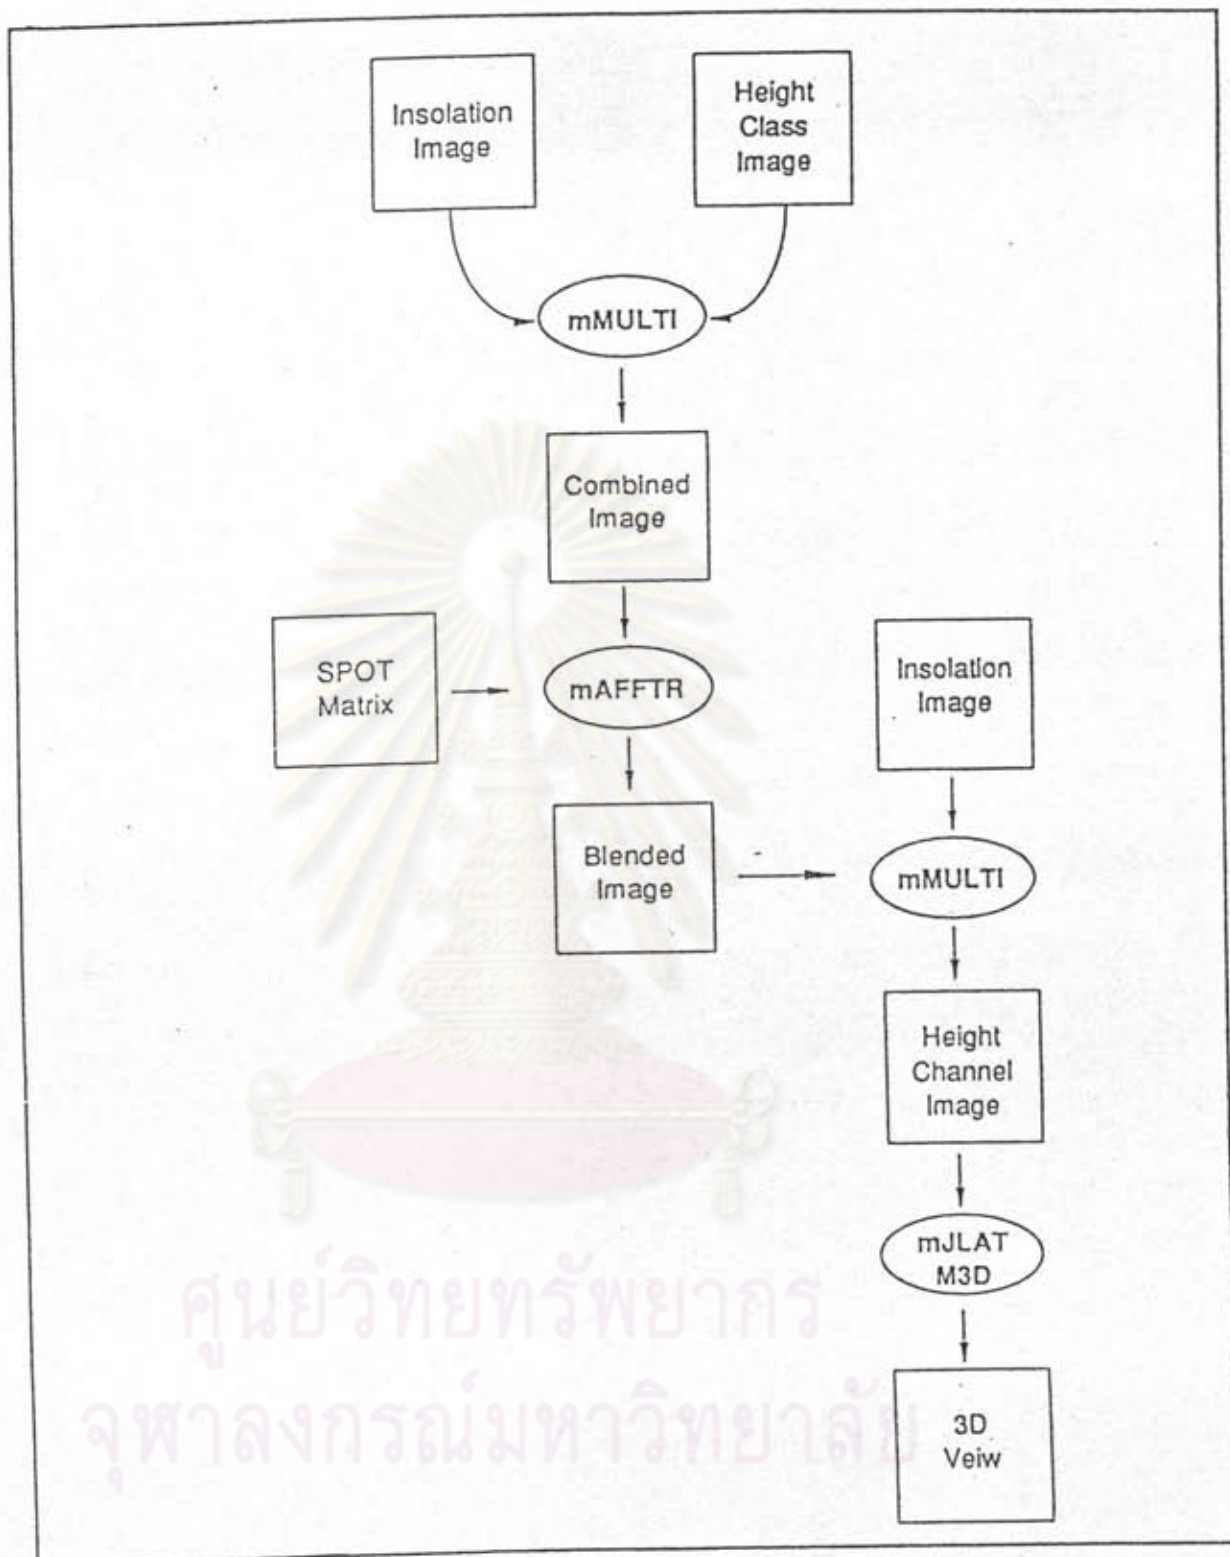 Insolation
Image
Height
Class
Image
mMULTI
Combined
Image
SPOT
Matrix
mAFFTR
Insolation
Image
Blended
Image
mMULTI
Height
Channel
Image
mJLAT
M3D
3D
Veiw
ศูนย์วิทยทรัพยากร
จุฬาลงกรณ์มหาวิทยาลัย